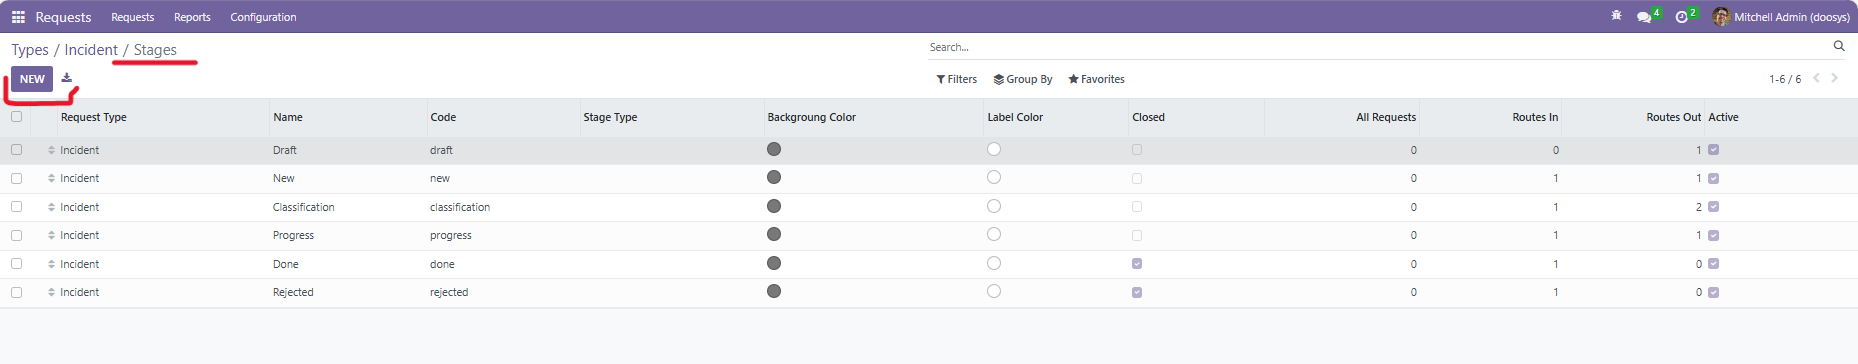 Requests Requests Reports Configuration 4 2 Mitchell Admin (doosys)
Types / Incident / Stages Search...
NEW Filters Group By Favorites 1-6 / 6
Request Type Name Code Stage Type Backgroung Color Label Color Closed All Requests Routes In Routes Out Active
Incident Draft draft 0 0 1
Incident New new 0 1 1
Incident Classification classification 0 1 2
Incident Progress progress 0 1 1
Incident Done done 0 1 0
Incident Rejected rejected 0 1 0